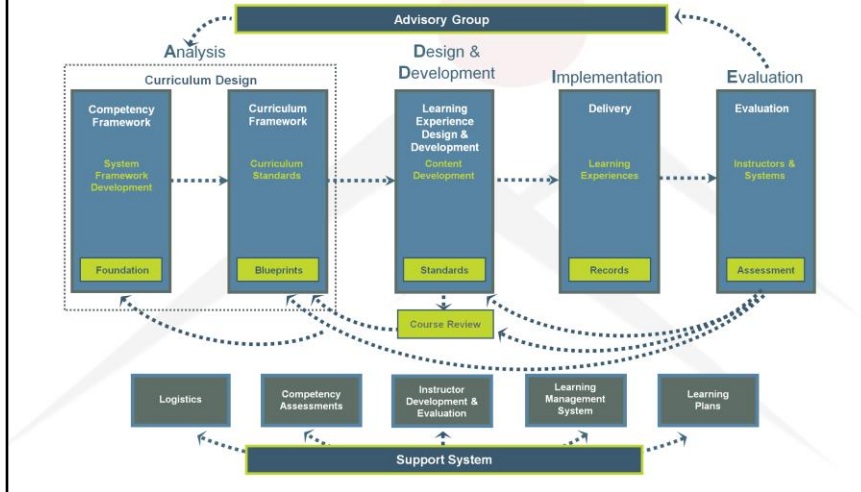 Advisory Group
Analysis
Design &
Development
Implementation
Evaluation
Curriculum Design
Competency
Framework
System
Framework
Development
Foundation
Curriculum
Framework
Curriculum
Standards
Blueprints
Learning
Experience
Design &
Development
Content
Development
Standards
Delivery
Learning
Experiences
Records
Evaluation
Instructors &
Systems
Assessment
Course Review
Logistics
Competency
Assessments
Instructor
Development &
Evaluation
Learning
Management
System
Learning
Plans
Support System